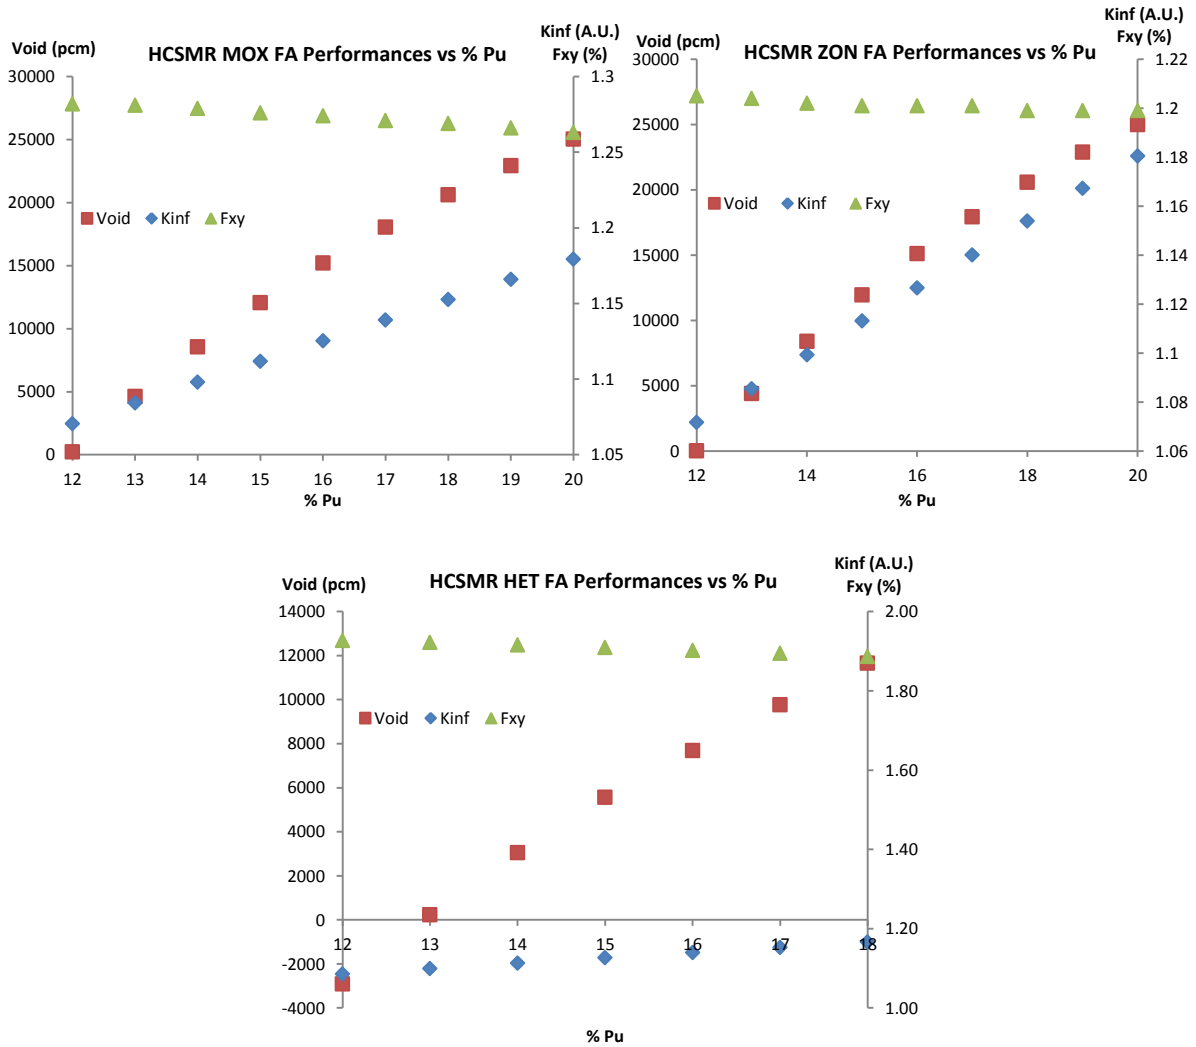 HCSMR MOX FA Performances vs % Pu
Void (pcm)
Kinf (A.U.)
Fxy (%)
30000
25000
20000
15000
10000
5000
0
1.3
1.25
1.2
1.15
1.1
1.05
Void Kinf Fxy
12 13 14 15 16 17 18 19 20
% Pu
HCSMR ZON FA Performances vs % Pu
Void (pcm)
Kinf (A.U.)
Fxy (%)
30000
25000
20000
15000
10000
5000
0
1.22
1.2
1.18
1.16
1.14
1.12
1.1
1.08
1.06
Void Kinf Fxy
12 14 16 18 20
% Pu
HCSMR HET FA Performances vs % Pu
Void (pcm)
Kinf (A.U.)
Fxy (%)
14000
12000
10000
8000
6000
4000
2000
0
-2000
-4000
2.00
1.80
1.60
1.40
1.20
1.00
Void Kinf Fxy
12 13 14 15 16 17 18
% Pu